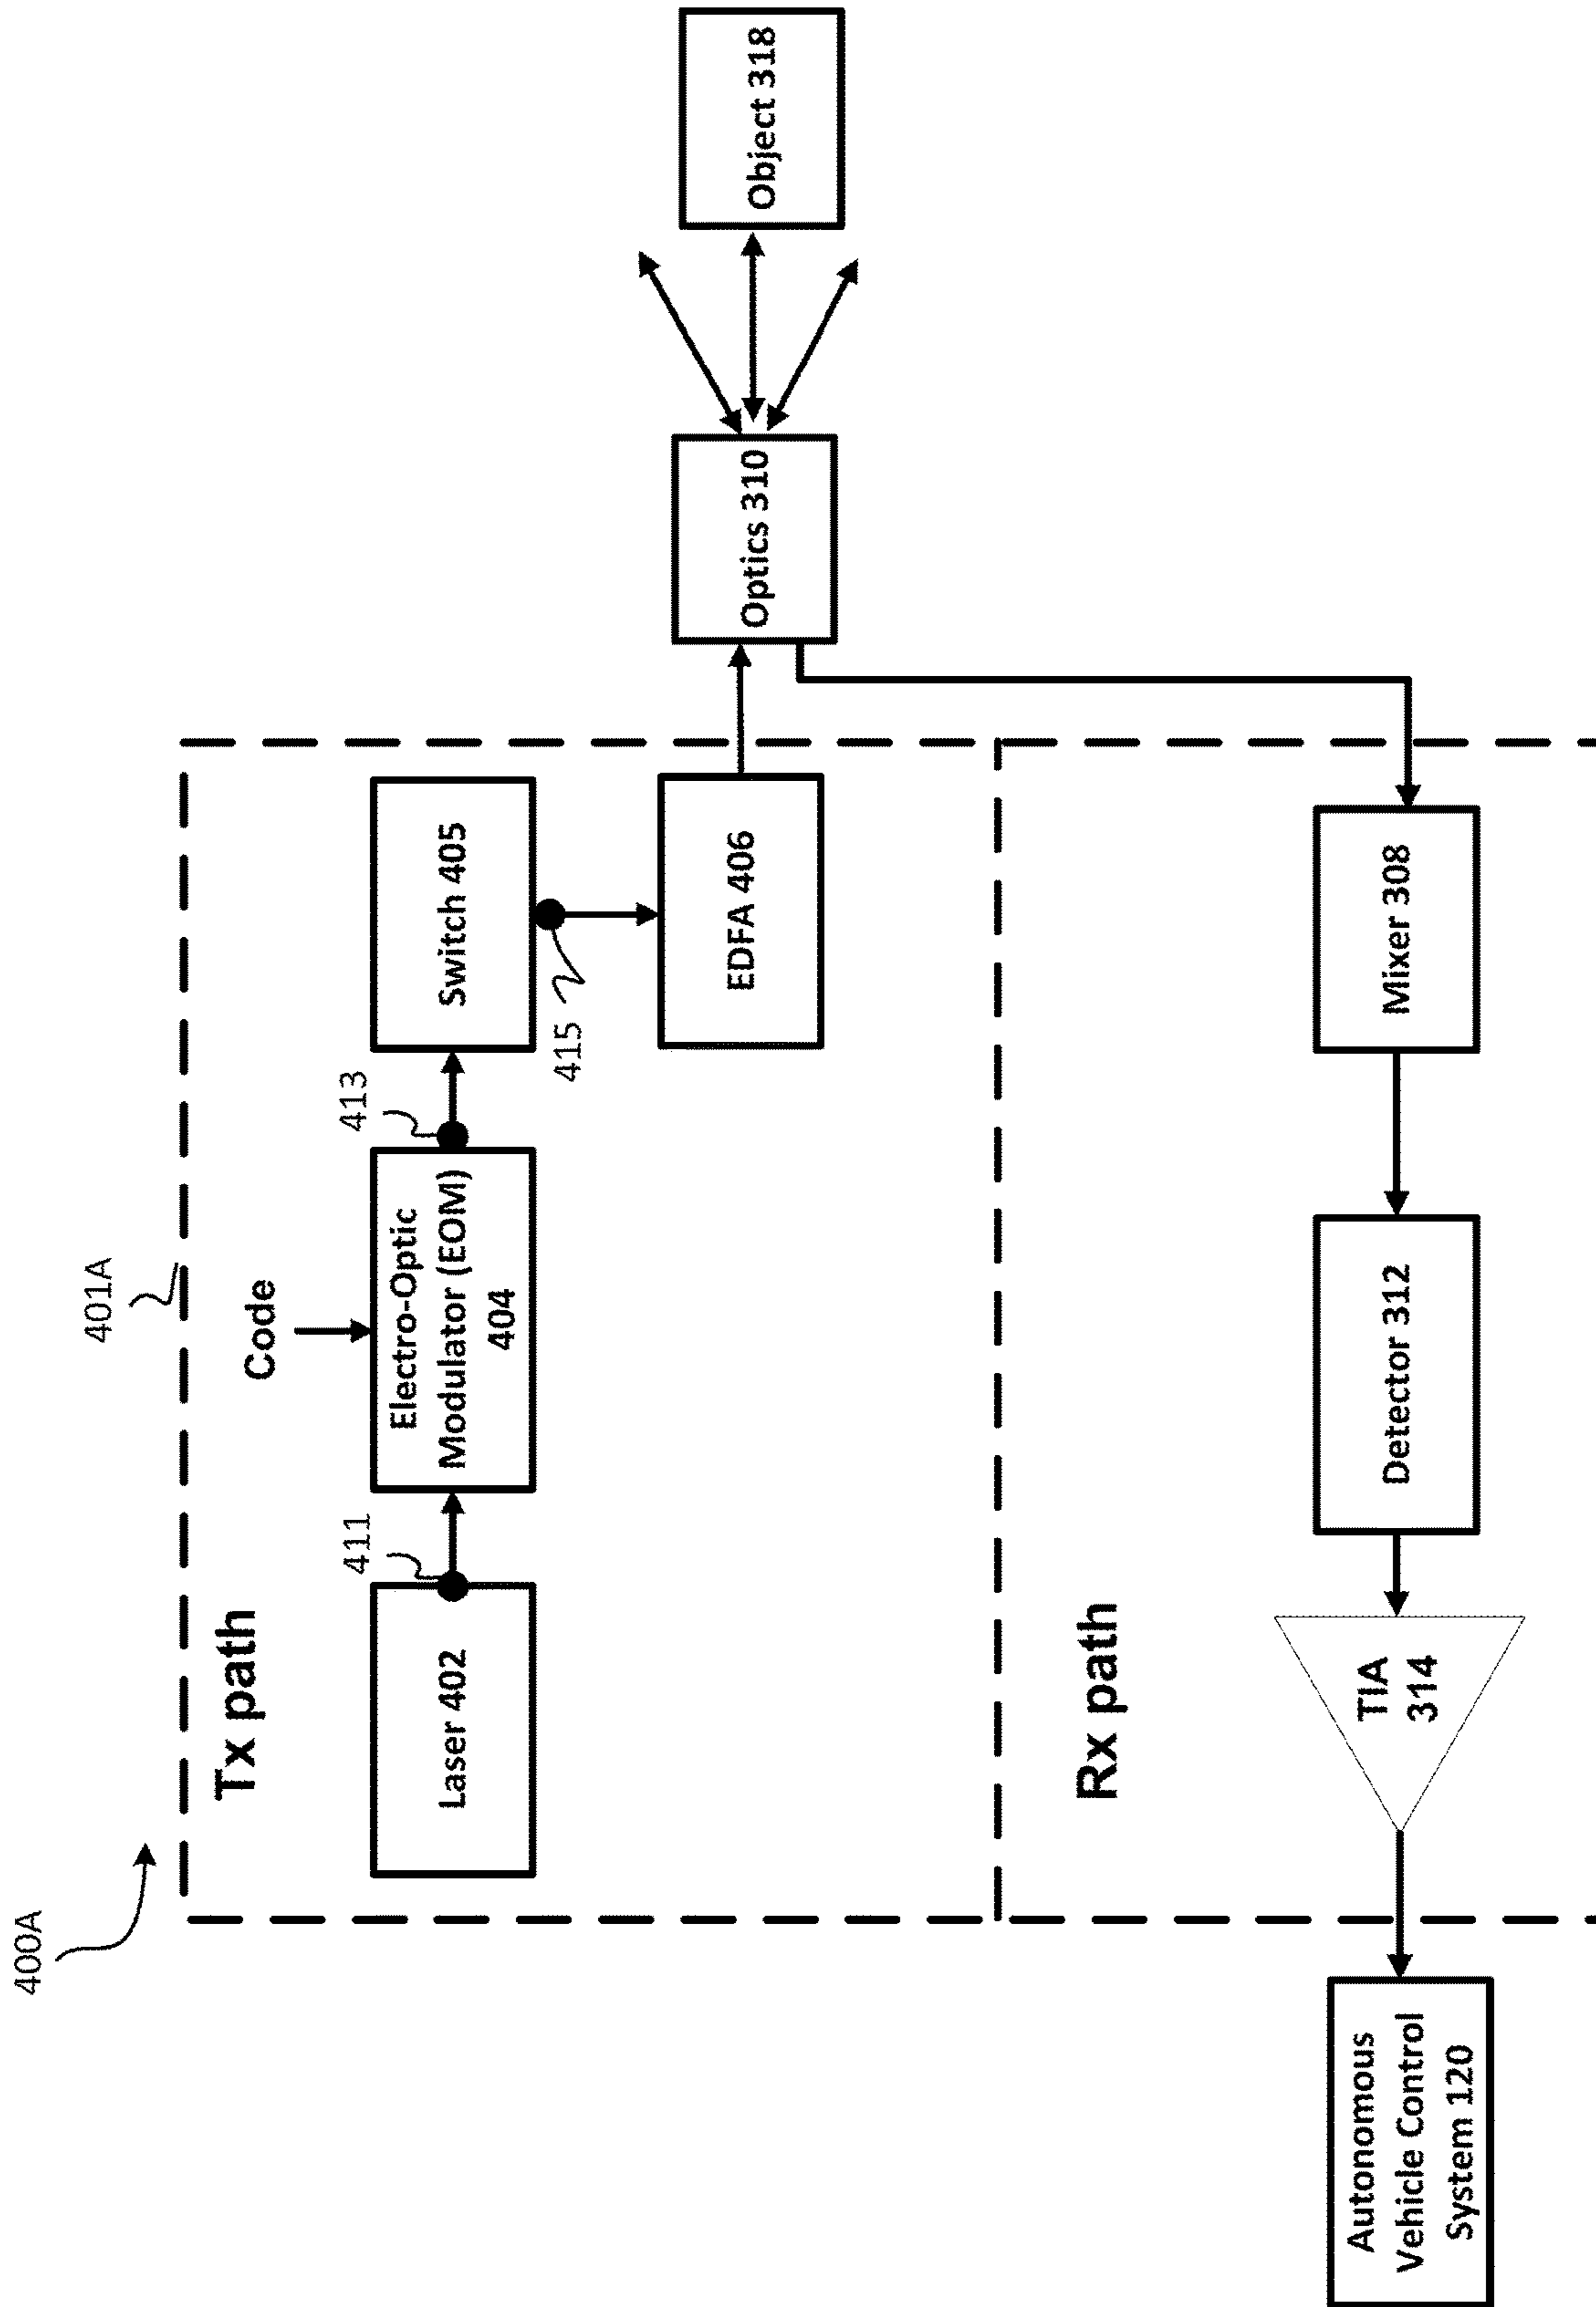 400A
401A
Tx path
Code
Laser 402
411
Electro-Optic
Modulator (EOM)
404
413
Switch 405
415
EDFA 406
Optics 310
Object 318
Rx path
Autonomous
Vehicle Control
System 120
TIA
314
Detector 312
Mixer 308